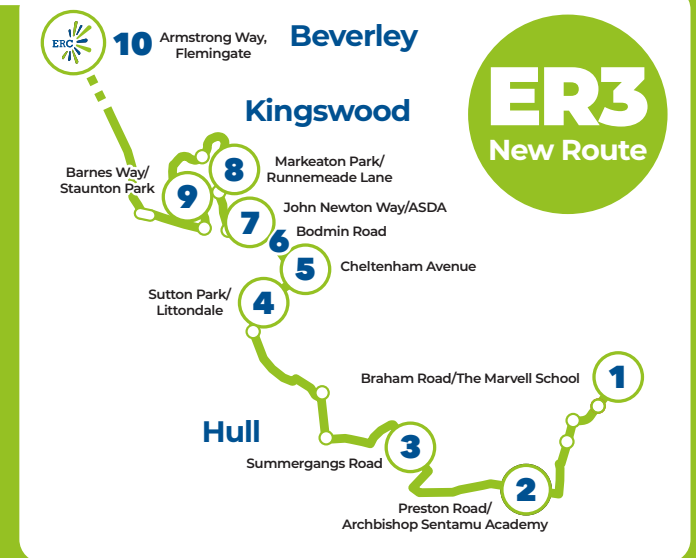 ERC
10
Armstrong Way,
Flemingate
Beverley
ER3
New Route
Kingswood
8
Markeaton Park/
Runnemeade Lane
Barnes Way/
Staunton Park
9
7
John Newton Way/ASDA
6
Bodmin Road
5
Cheltenham Avenue
Sutton Park/
Littondale
4
Braham Road/The Marvell School
1
Hull
3
Summergangs Road
2
Preston Road/
Archbishop Sentamu Academy